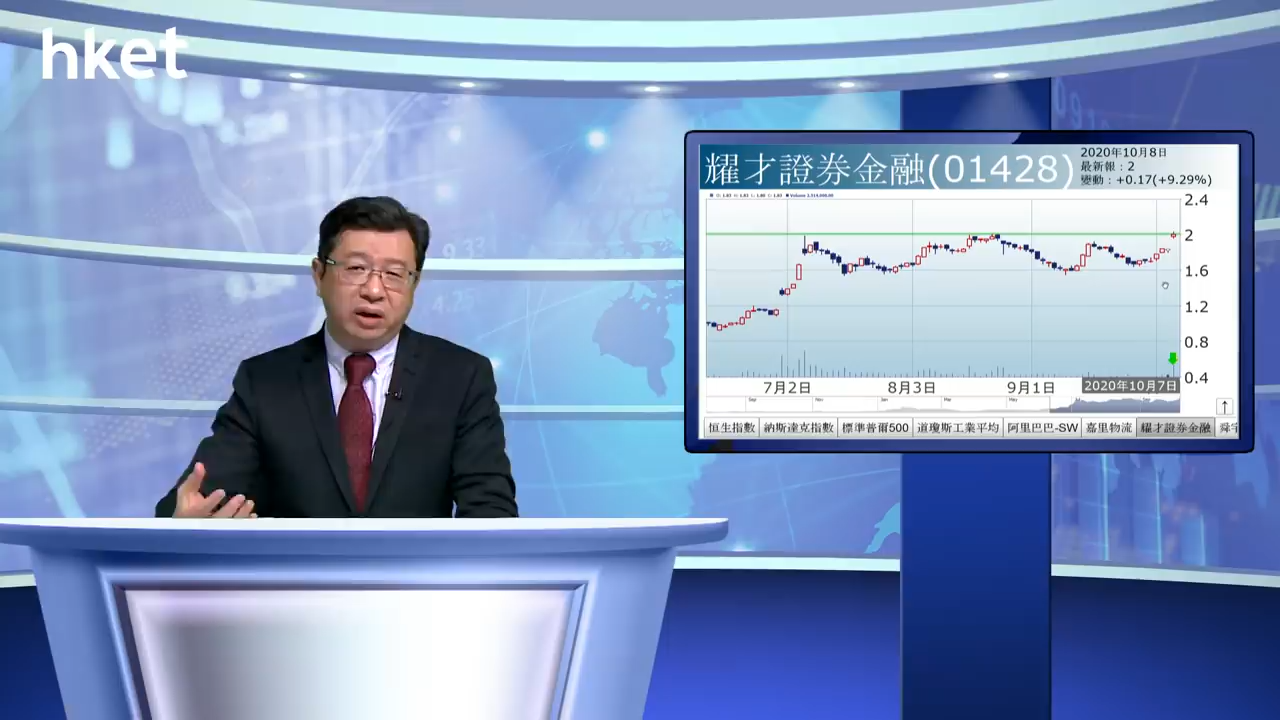 hket
耀才證券金融(01428)
2020年10月8日
最新報：2
變動：+0.17(+9.29%)
2.4
2
1.6
1.2
0.8
0.4
7月2日
8月3日
9月1日
2020年10月7日
恒生指數
納斯達克指數
標準普爾500
道瓊斯工業平均
阿里巴巴-SW
嘉里物流
耀才證券金融
9.33
4.25